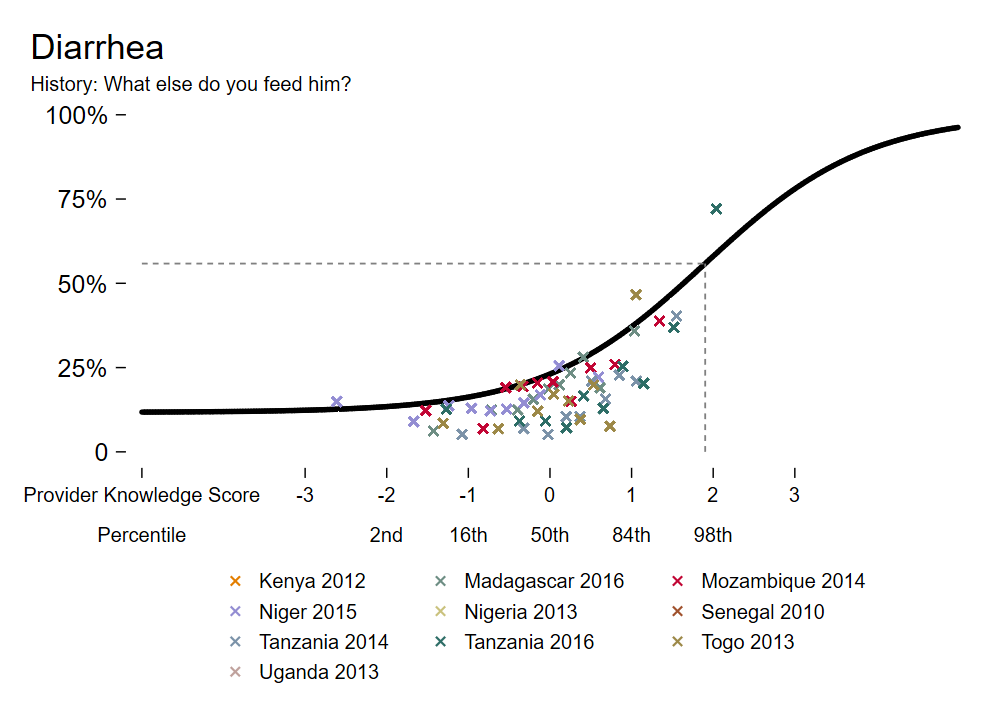 Diarrhea
History: What else do you feed him?
100%
75%
50%
25%
0
Provider Knowledge Score -3 -2 -1 0 1 2 3
Percentile 2nd 16th 50th 84th 98th
Kenya 2012 Madagascar 2016 Mozambique 2014
Niger 2015 Nigeria 2013 Senegal 2010
Tanzania 2014 Tanzania 2016 Togo 2013
Uganda 2013